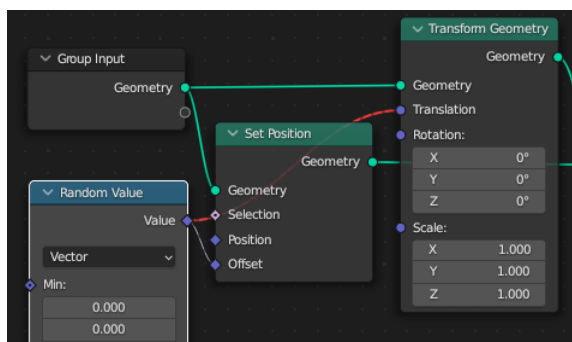 Group Input
Geometry
Random Value
Value
Vector
Min:
0.000
0.000
Set Position
Geometry
Geometry
Selection
Position
Offset
Transform Geometry
Geometry
Geometry
Translation
Rotation:
X 0°
Y 0°
Z 0°
Scale:
X 1.000
Y 1.000
Z 1.000